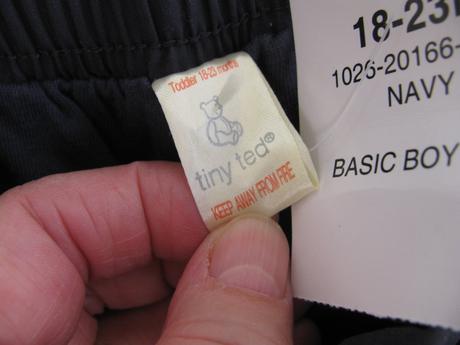 Toddler 18-23 months
tiny ted®
KEEP AWAY FROM FIRE
18-23
1026-20166-
NAVY
BASIC BOY